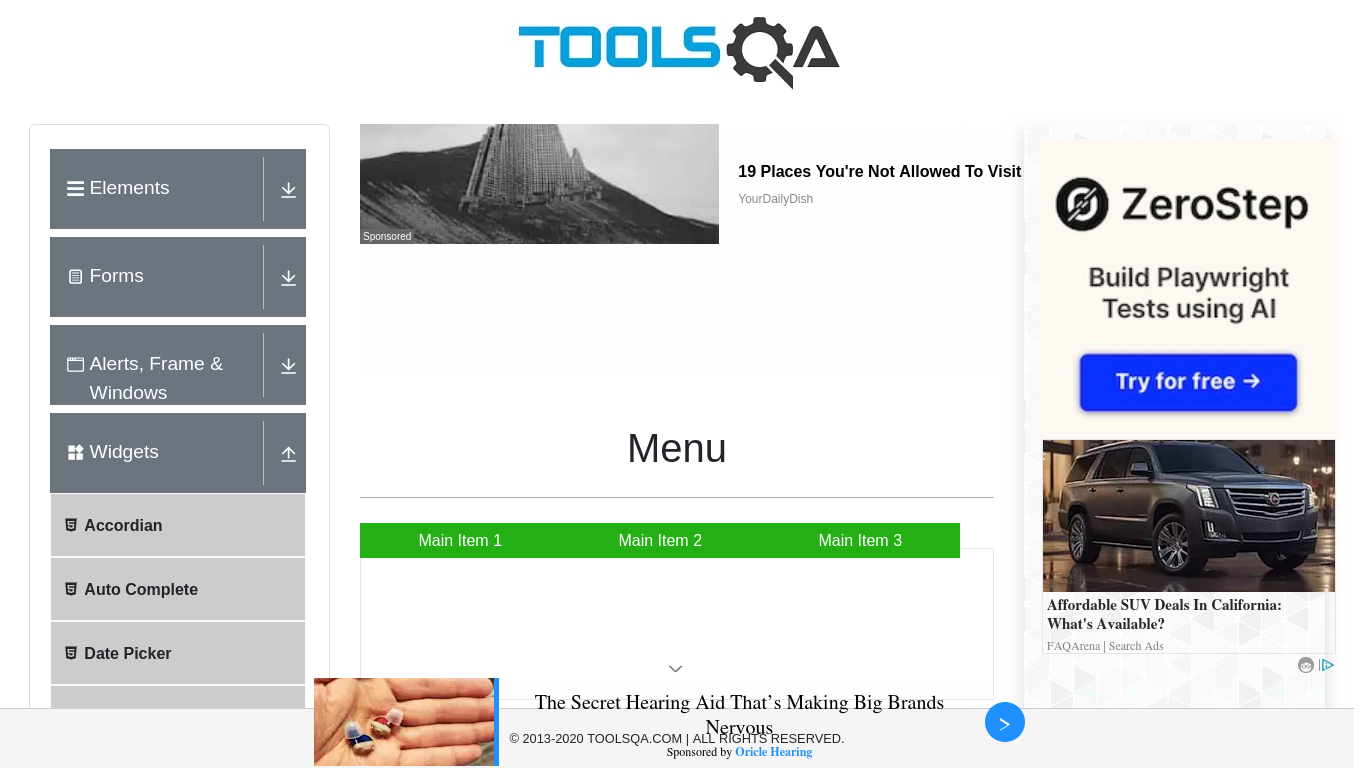 TOOLSQA
Elements
Forms
Alerts, Frame &
Windows
Widgets
Accordian
Auto Complete
Date Picker
Sponsored
19 Places You're Not Allowed To Visit
YourDailyDish
Menu
Main Item 1
Main Item 2
Main Item 3
ZeroStep
Build Playwright
Tests using AI
Try for free →
Affordable SUV Deals In California:
What's Available?
FAQArena | Search Ads
The Secret Hearing Aid That’s Making Big Brands
Nervous
© 2013-2020 TOOLSQA.COM | ALL RIGHTS RESERVED.
Sponsored by Oricle Hearing